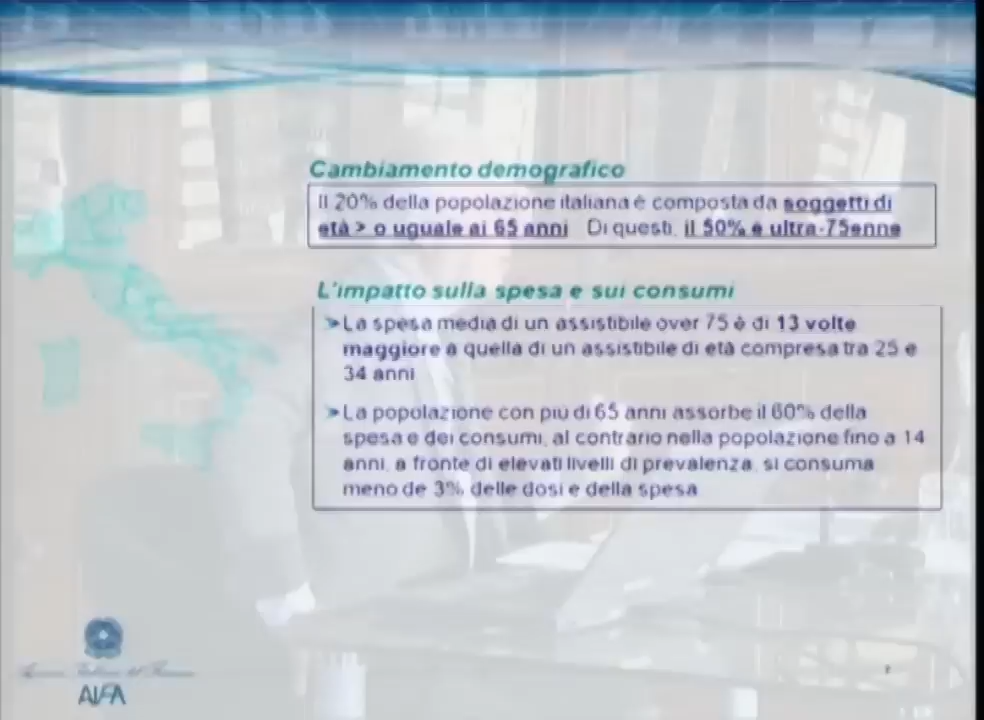 Cambiamento demografico
Il 20% della popolazione italiana è composta da soggetti di
età > o uguale ai 65 anni Di questi, il 50% è ultra-75enne
L'impatto sulla spesa e sui consumi
➢La spesa media di un assistibile over 75 è di 13 volte
maggiore a quella di un assistibile di età compresa tra 25 e
34 anni
➢La popolazione con più di 65 anni assorbe il 60% della
spesa e dei consumi, al contrario nella popolazione fino a 14
anni, a fronte di elevati livelli di prevalenza, si consuma
meno de 3% delle dosi e della spesa
Agenzia Italiana del Farmaco
AIFA